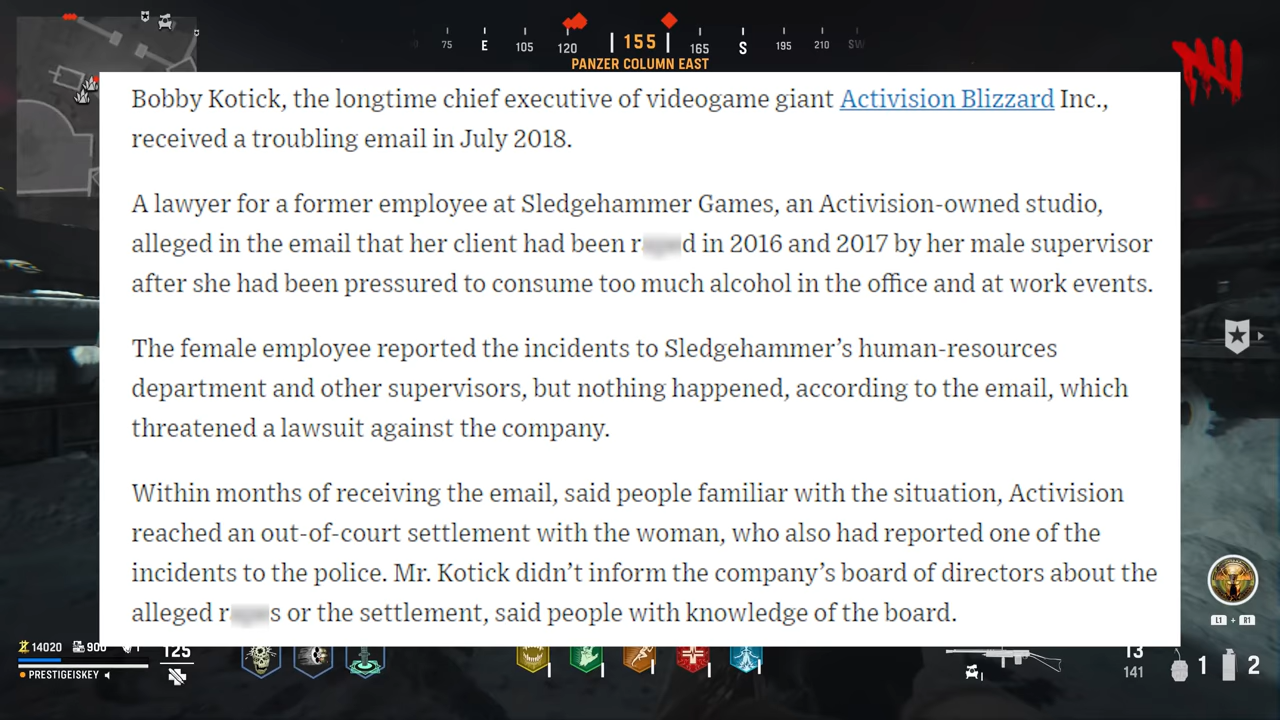 75 E 105 120 155 165 S 195 210 SW
PANZER COLUMN EAST
Bobby Kotick, the longtime chief executive of videogame giant Activision Blizzard Inc.,
received a troubling email in July 2018.
A lawyer for a former employee at Sledgehammer Games, an Activision-owned studio,
alleged in the email that her client had been r d in 2016 and 2017 by her male supervisor
after she had been pressured to consume too much alcohol in the office and at work events.
The female employee reported the incidents to Sledgehammer’s human-resources
department and other supervisors, but nothing happened, according to the email, which
threatened a lawsuit against the company.
Within months of receiving the email, said people familiar with the situation, Activision
reached an out-of-court settlement with the woman, who also had reported one of the
incidents to the police. Mr. Kotick didn’t inform the company’s board of directors about the
alleged r s or the settlement, said people with knowledge of the board.
L1 + R1
14020 900 1 125
PRESTIGEISKEY
13
141
1 2